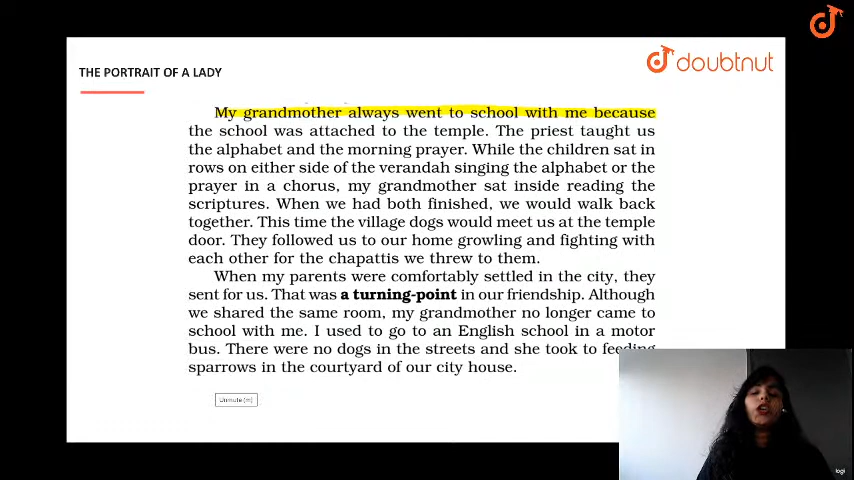 THE PORTRAIT OF A LADY
doubtnut
My grandmother always went to school with me because
the school was attached to the temple. The priest taught us
the alphabet and the morning prayer. While the children sat in
rows on either side of the verandah singing the alphabet or the
prayer in a chorus, my grandmother sat inside reading the
scriptures. When we had both finished, we would walk back
together. This time the village dogs would meet us at the temple
door. They followed us to our home growling and fighting with
each other for the chapattis we threw to them.
When my parents were comfortably settled in the city, they
sent for us. That was a turning-point in our friendship. Although
we shared the same room, my grandmother no longer came to
school with me. I used to go to an English school in a motor
bus. There were no dogs in the streets and she took to feeding
sparrows in the courtyard of our city house.
Unmute (m)
logi